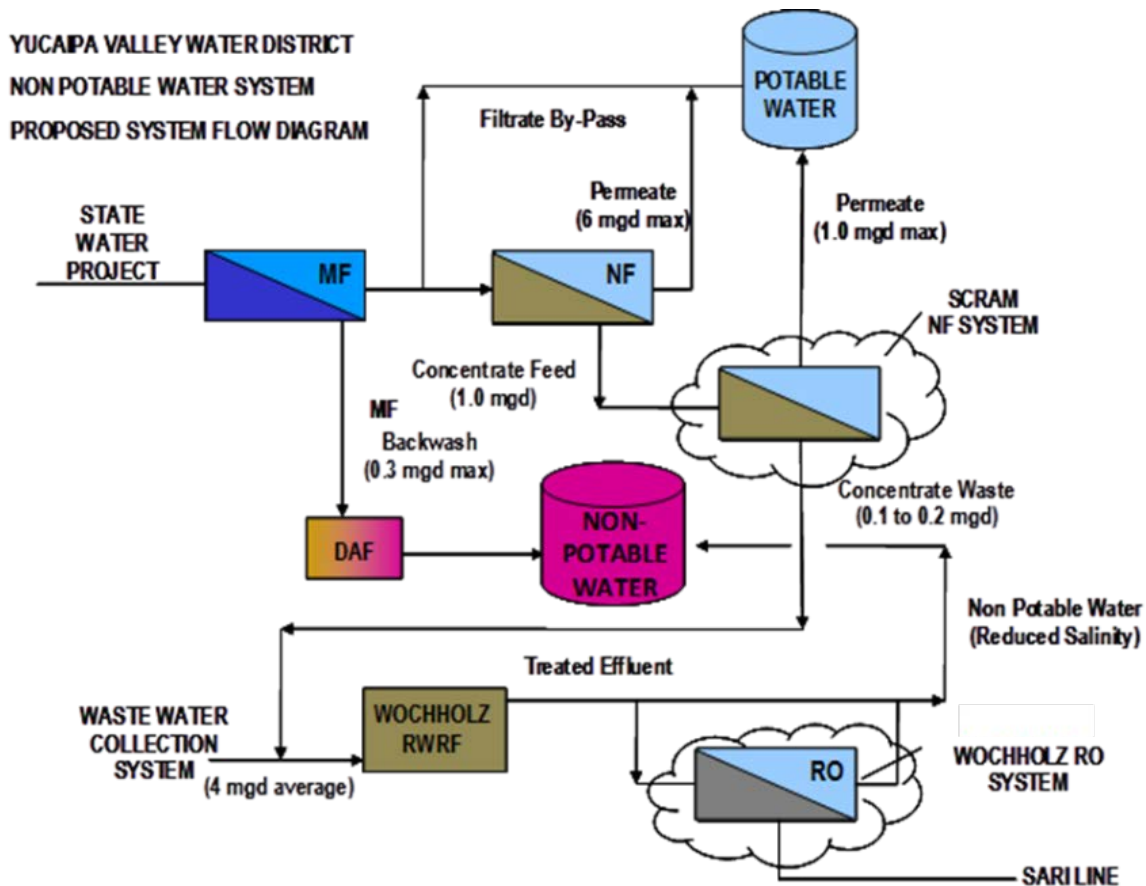 YUCAIPA VALLEY WATER DISTRICT
NON POTABLE WATER SYSTEM
PROPOSED SYSTEM FLOW DIAGRAM
POTABLE
WATER
Filtrate By-Pass
Permeate
(6 mgd max)
Permeate
(1.0 mgd max)
STATE
WATER
PROJECT
MF
NF
SCRAM
NF SYSTEM
Concentrate Feed
(1.0 mgd)
MF
Backwash
(0.3 mgd max)
Concentrate Waste
(0.1 to 0.2 mgd)
DAF
NON-
POTABLE
WATER
Non Potable Water
(Reduced Salinity)
Treated Effluent
WASTE WATER
COLLECTION
SYSTEM
(4 mgd average)
WOCHHOLZ
RWRF
RO
WOCHHOLZ RO
SYSTEM
SARI LINE